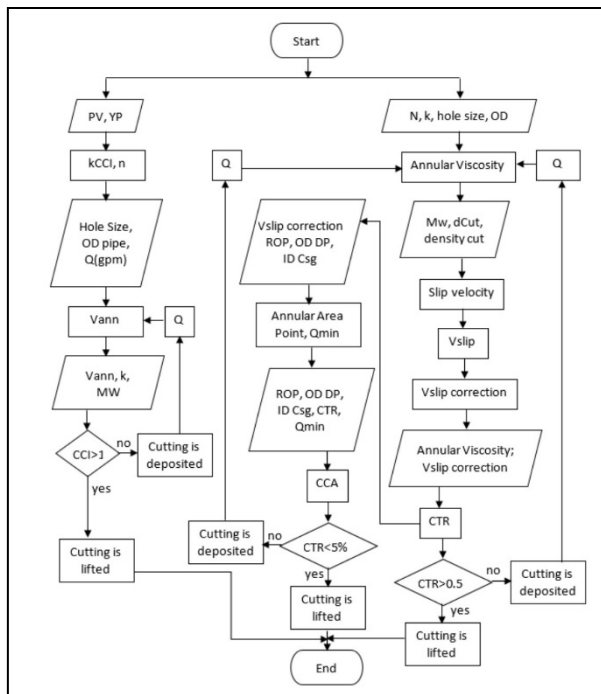 Start
PV, YP
kCCI, n
Hole Size,
OD pipe,
Q(gpm)
Vann
Q
Vann, k,
MW
CCI>1
no
Cutting is
deposited
yes
Cutting is
lifted
Q
Vslip correction
ROP, OD DP,
ID Csg
Annular Area
Point, Qmin
ROP, OD DP,
ID Csg, CTR,
Qmin
CCA
CTR<5%
no
Cutting is
deposited
yes
Cutting is
lifted
N, k, hole size, OD
Annular Viscosity
Q
Mw, dCut,
density cut
Slip velocity
Vslip
Vslip correction
Annular Viscosity;
Vslip correction
CTR
CTR>0.5
no
Cutting is
deposited
yes
Cutting is
lifted
End